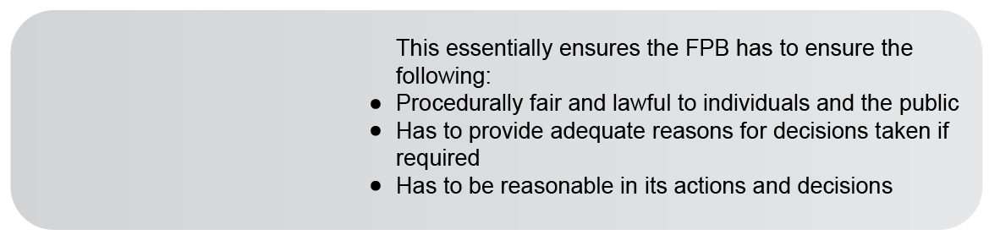 This essentially ensures the FPB has to ensure the
following:
● Procedurally fair and lawful to individuals and the public
● Has to provide adequate reasons for decisions taken if
required
● Has to be reasonable in its actions and decisions